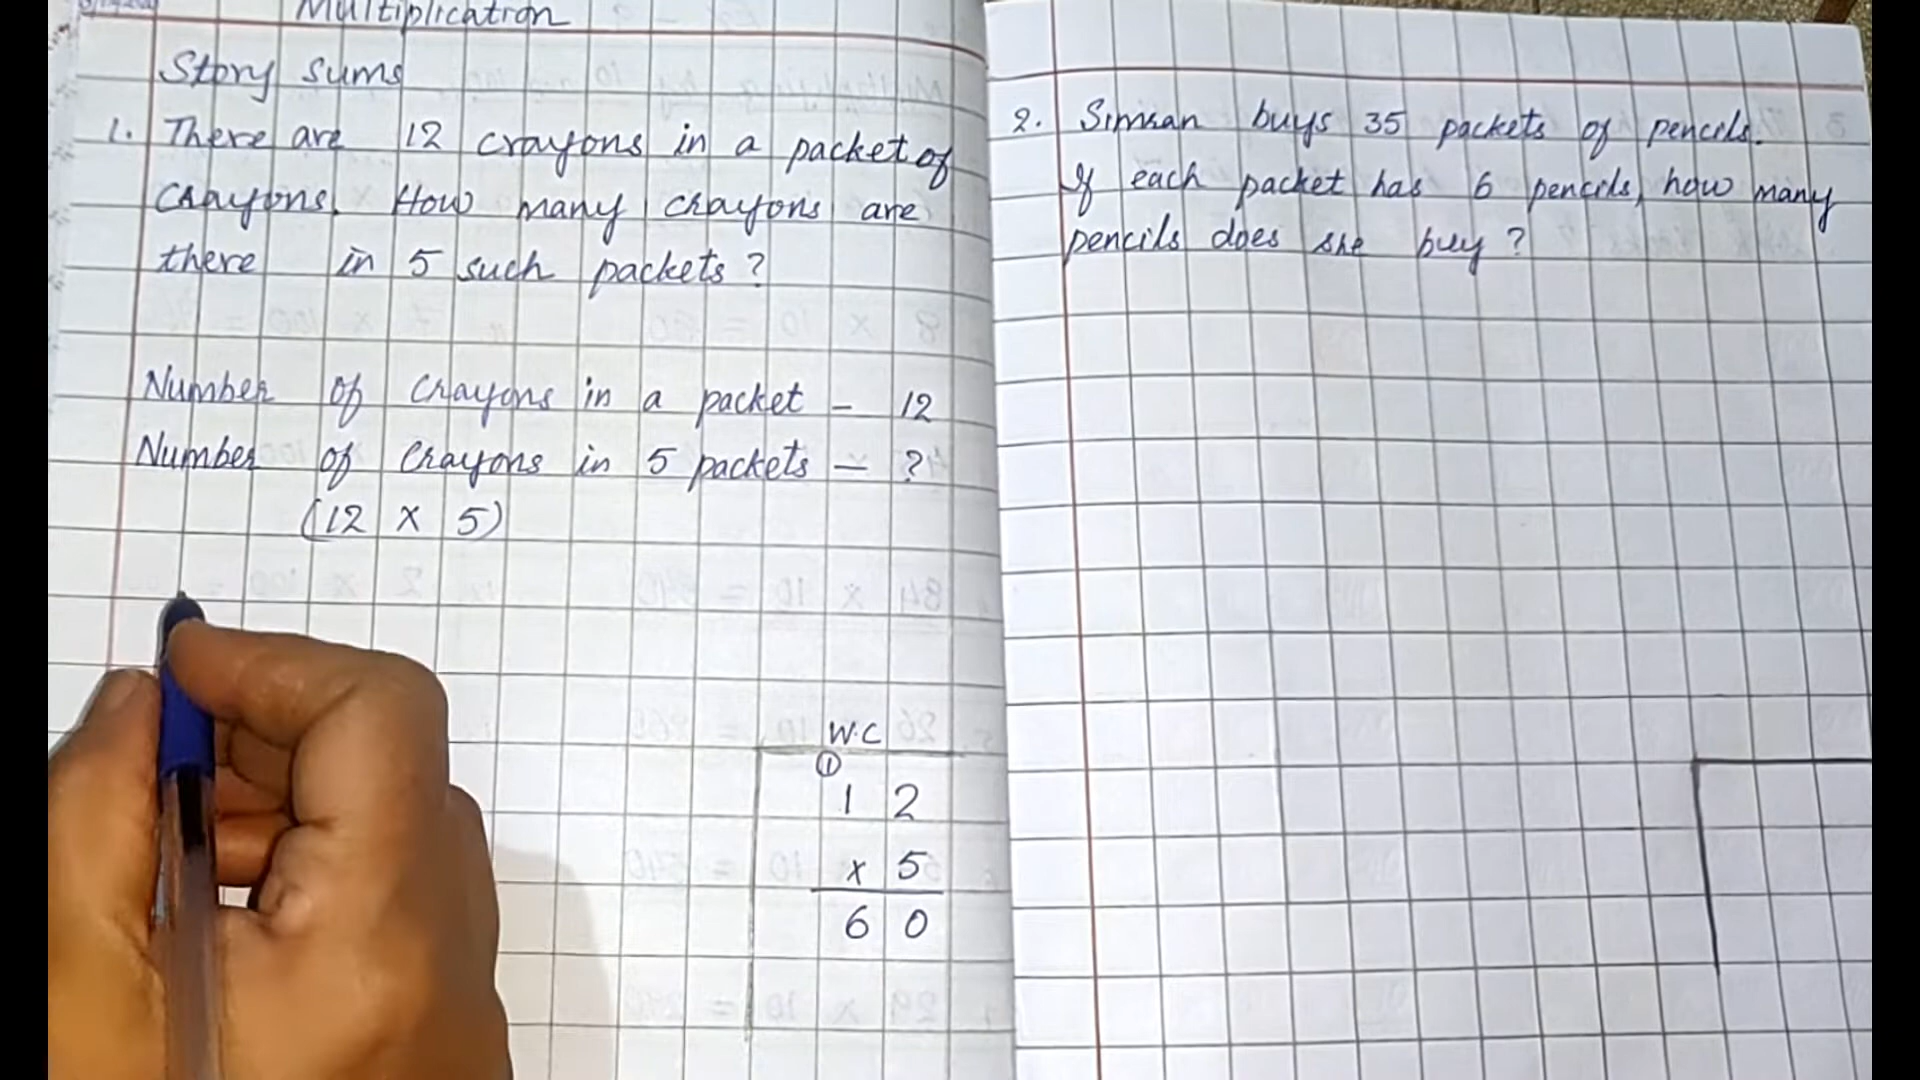 Multiplication
Story Sums
1. There are 12 crayons in a packet of
crayons. How many crayons are
there in 5 such packets?
Number of crayons in a packet - 12
Number of crayons in 5 packets - ?
(12 x 5)
W.C
1
1 2
x 5
6 0
2. Simran buys 35 packets of pencils.
If each packet has 6 pencils, how many
pencils does she buy?